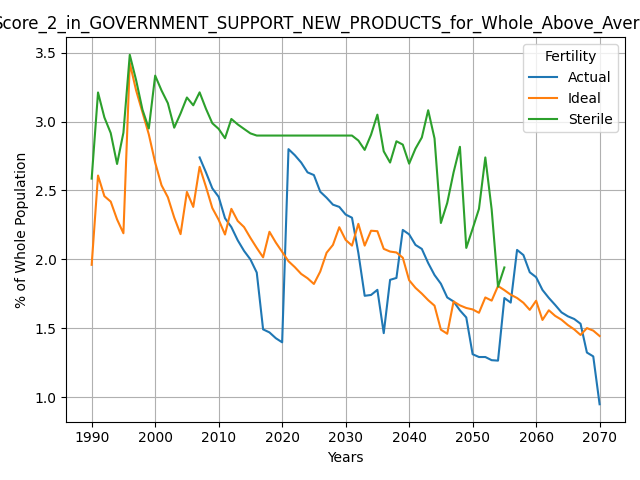 Score_2_in_GOVERNMENT_SUPPORT_NEW_PRODUCTS_for_Whole_Above_Aver
Fertility
Actual
Ideal
Sterile
% of Whole Population
3.5
3.0
2.5
2.0
1.5
1.0
1990 2000 2010 2020 2030 2040 2050 2060 2070
Years